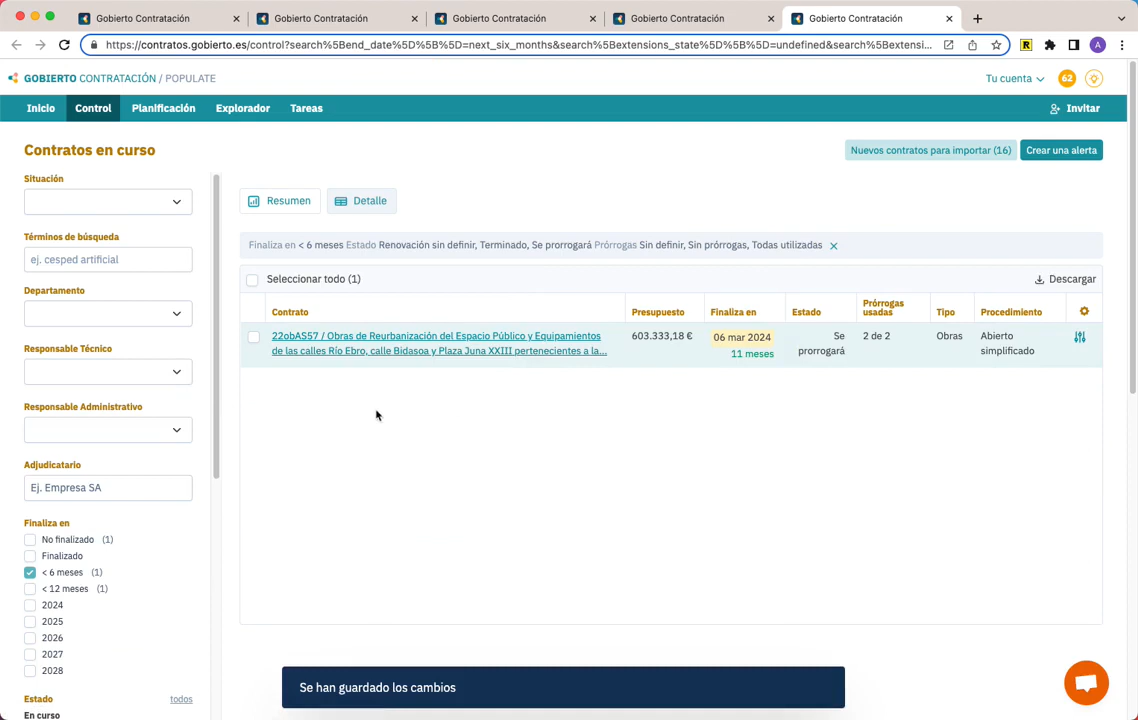 Gobierto Contratación
Gobierto Contratación
Gobierto Contratación
Gobierto Contratación
Gobierto Contratación
https://contratos.gobierto.es/control?search%5Bend_date%5D%5B%5D=next_six_months&search%5Bextensions_state%5D%5B%5D=undefined&search%5Bextensi...
R
A
GOBIERTO CONTRATACIÓN / POPULATE
Tu cuenta
62
Inicio
Control
Planificación
Explorador
Tareas
Invitar
Contratos en curso
Nuevos contratos para importar (16)
Crear una alerta
Situación
Términos de búsqueda
ej. cesped artificial
Departamento
Responsable Técnico
Responsable Administrativo
Adjudicatario
Ej. Empresa SA
Finaliza en
No finalizado (1)
Finalizado
< 6 meses (1)
< 12 meses (1)
2024
2025
2026
2027
2028
Estado
todos
En curso
Resumen
Detalle
Finaliza en < 6 meses Estado Renovación sin definir, Terminado, Se prorrogará Prórrogas Sin definir, Sin prórrogas, Todas utilizadas
Seleccionar todo (1)
Descargar
Contrato
Presupuesto
Finaliza en
Estado
Prórrogas
usadas
Tipo
Procedimiento
22obAS57 / Obras de Reurbanización del Espacio Público y Equipamientos
de las calles Río Ebro, calle Bidasoa y Plaza Juna XXIII pertenecientes a la...
603.333,18 €
06 mar 2024
11 meses
Se
prorrogará
2 de 2
Obras
Abierto
simplificado
Se han guardado los cambios